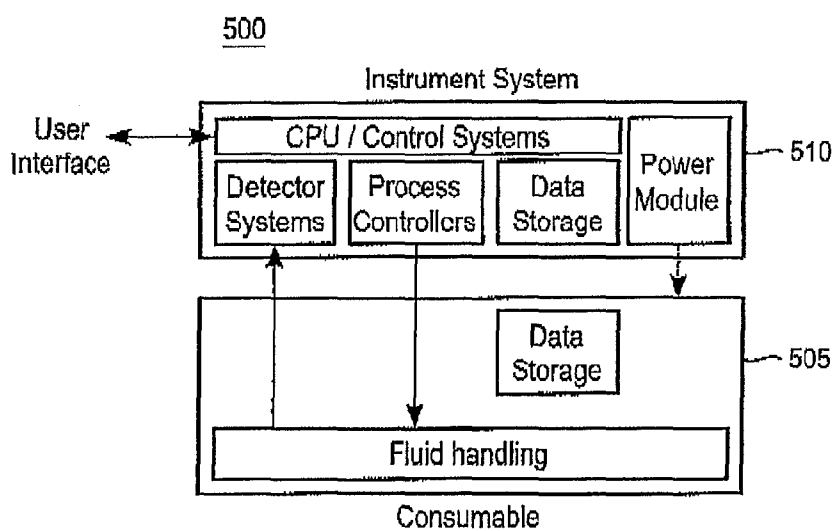 500
Instrument System
User
Interface
CPU / Control Systems
Detector
Systems
Process
Controllers
Data
Storage
Power
Module
510
Data
Storage
505
Fluid handling
Consumable